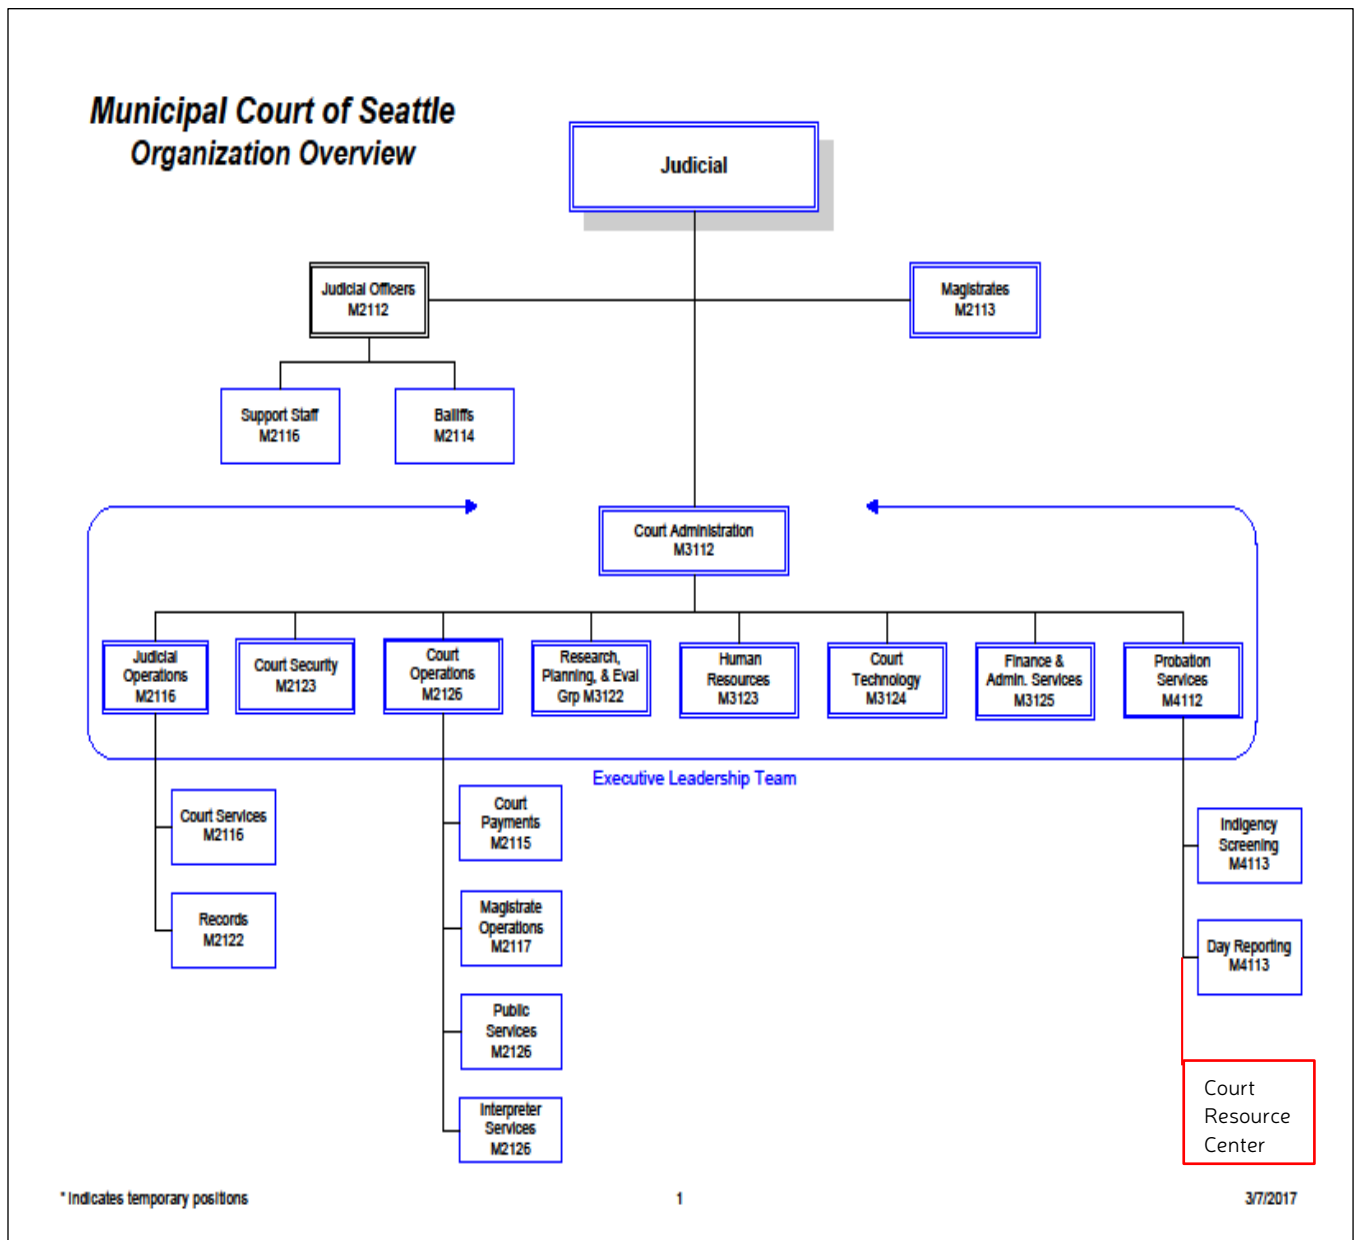 Municipal Court of Seattle
Organization Overview
Judicial
Judicial Officers
M2112
Magistrates
M2113
Support Staff
M2116
Bailiffs
M2114
Court Administration
M3112
Judicial
Operations
M2116
Court Security
M2123
Court
Operations
M2126
Research,
Planning, & Eval
Grp M3122
Human
Resources
M3123
Court
Technology
M3124
Finance &
Admin. Services
M3125
Probation
Services
M4112
Executive Leadership Team
Court Services
M2116
Records
M2122
Court
Payments
M2115
Magistrate
Operations
M2117
Public
Services
M2126
Interpreter
Services
M2126
Indigency
Screening
M4113
Day Reporting
M4113
Court
Resource
Center
* Indicates temporary positions
1
3/7/2017